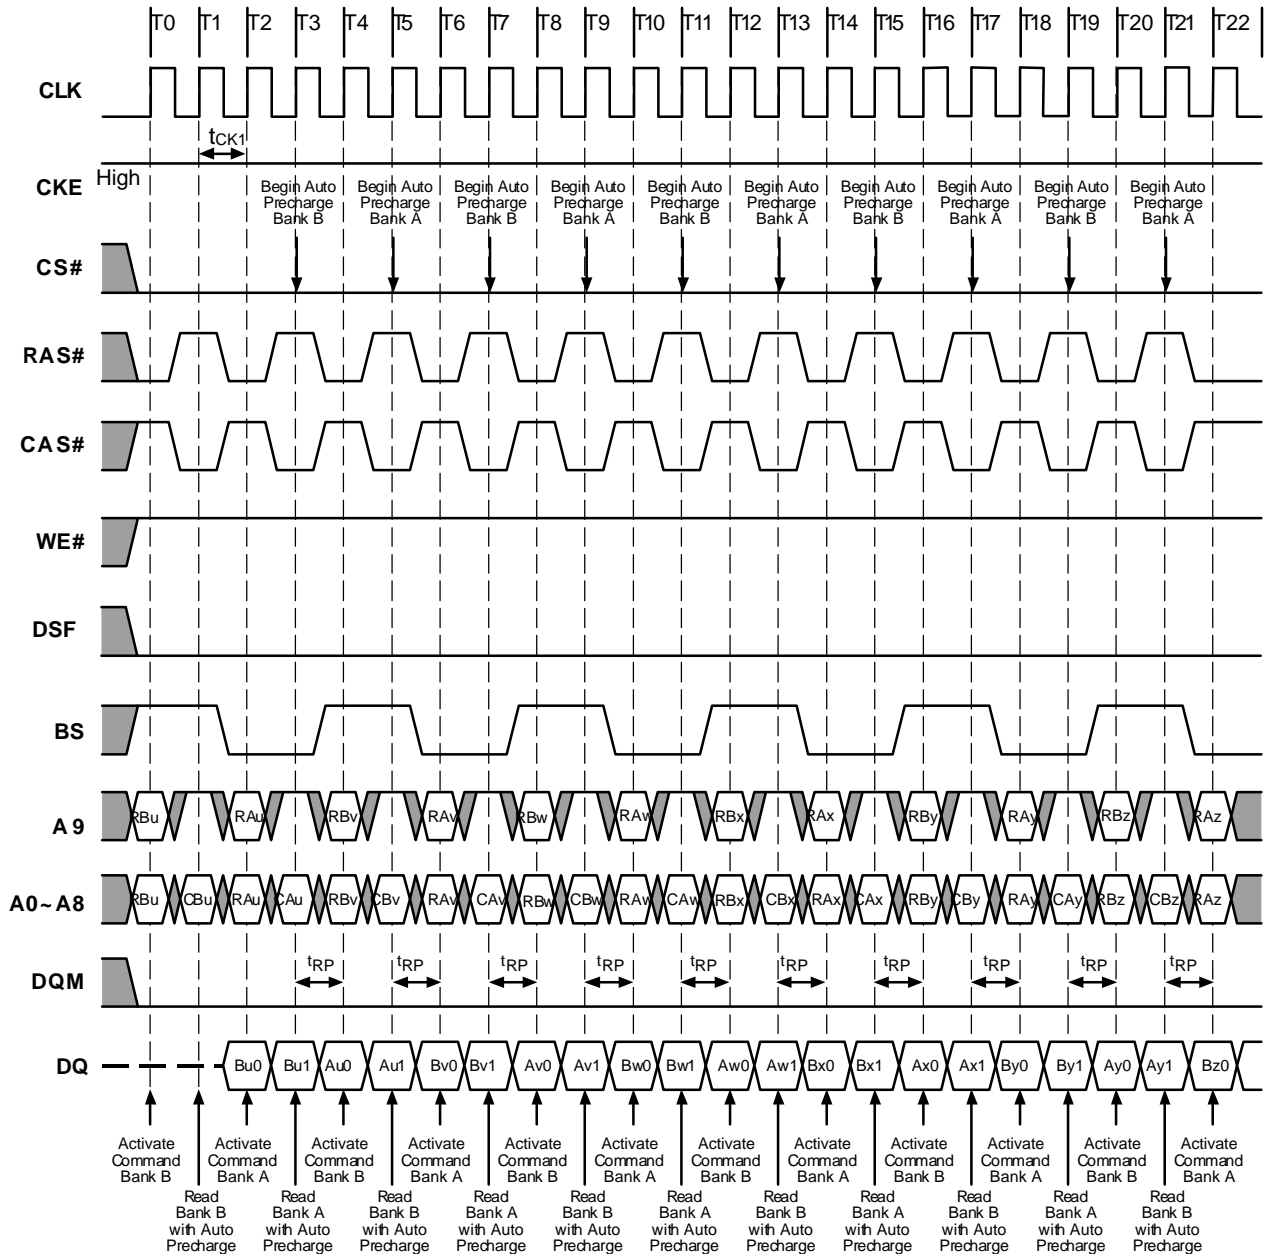 T0 T1 T2 T3 T4 T5 T6 T7 T8 T9 T10 T11 T12 T13 T14 T15 T16 T17 T18 T19 T20 T21 T22
CLK
tCK1
CKE
High
Begin Auto Precharge Bank B
Begin Auto Precharge Bank A
Begin Auto Precharge Bank B
Begin Auto Precharge Bank A
Begin Auto Precharge Bank B
Begin Auto Precharge Bank A
Begin Auto Precharge Bank B
Begin Auto Precharge Bank A
Begin Auto Precharge Bank B
Begin Auto Precharge Bank A
CS#
RAS#
CAS#
WE#
DSF
BS
A9
RBu RAu RBv RAv RBw RAw RBx RAx RBy RAy RBz RAz
A0~A8
RBu CBu RAu CAu RBv CBv RAv CAv RBw CBw RAw CAw RBx CBx RAx CAx RBy CBy RAy CAy RBz CBz RAz
DQM
tRP tRP tRP tRP tRP tRP tRP tRP tRP tRP
DQ
Bu0 Bu1 Au0 Au1 Bv0 Bv1 Av0 Av1 Bw0 Bw1 Aw0 Aw1 Bx0 Bx1 Ax0 Ax1 By0 By1 Ay0 Ay1 Bz0
Activate Command Bank B
Activate Command Bank A
Activate Command Bank B
Activate Command Bank A
Activate Command Bank B
Activate Command Bank A
Activate Command Bank B
Activate Command Bank A
Activate Command Bank B
Activate Command Bank A
Activate Command Bank B
Activate Command Bank A
Read Bank B with Auto Precharge
Read Bank A with Auto Precharge
Read Bank B with Auto Precharge
Read Bank A with Auto Precharge
Read Bank B with Auto Precharge
Read Bank A with Auto Precharge
Read Bank B with Auto Precharge
Read Bank A with Auto Precharge
Read Bank B with Auto Precharge
Read Bank A with Auto Precharge
Read Bank B with Auto Precharge